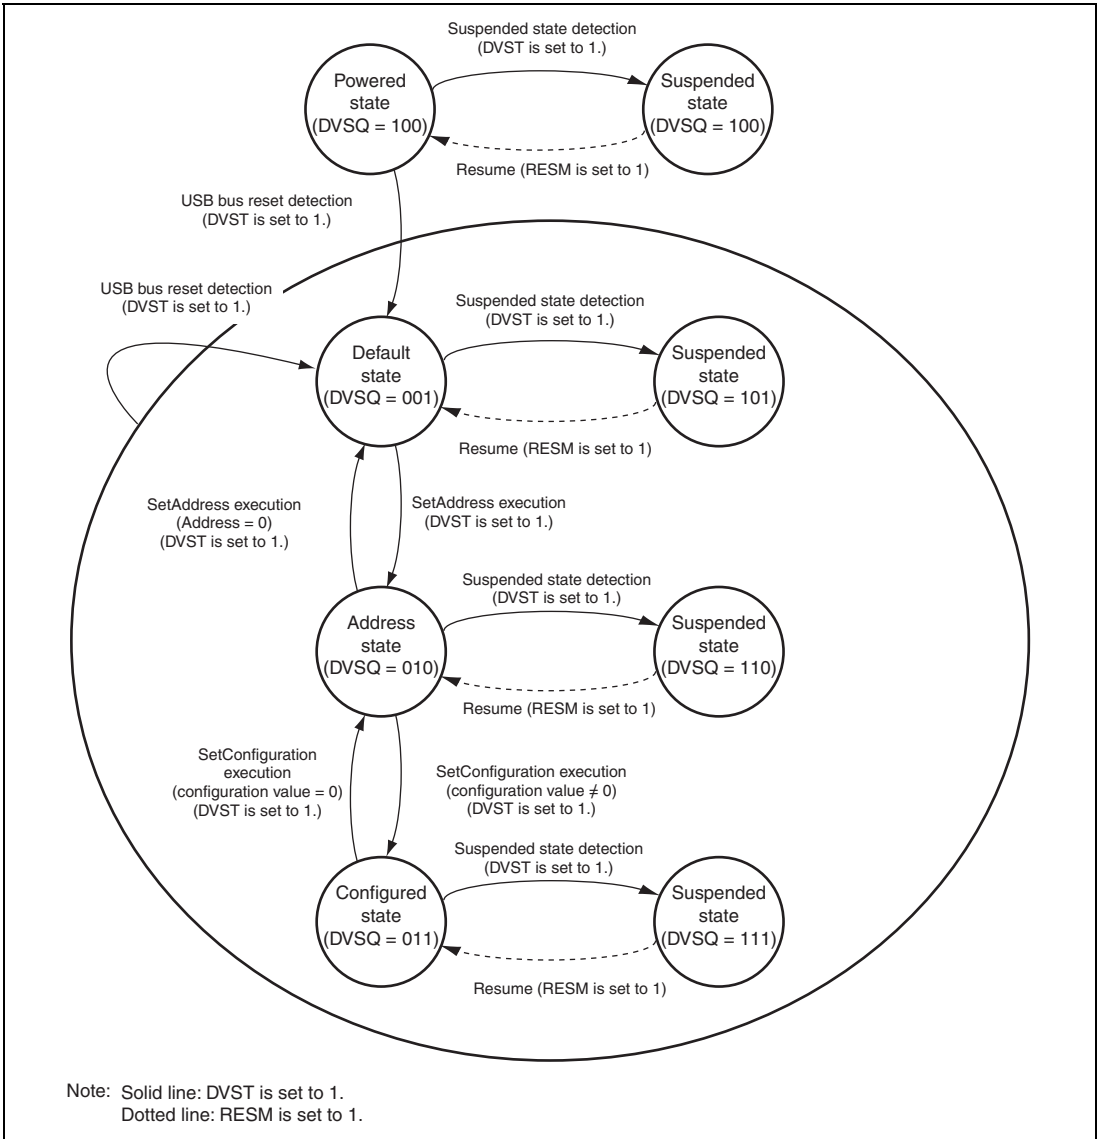 Suspended state detection
(DVST is set to 1.)
Powered
state
(DVSQ = 100)
Suspended
state
(DVSQ = 100)
Resume (RESM is set to 1)
USB bus reset detection
(DVST is set to 1.)
USB bus reset detection
(DVST is set to 1.)
Suspended state detection
(DVST is set to 1.)
Default
state
(DVSQ = 001)
Suspended
state
(DVSQ = 101)
Resume (RESM is set to 1)
SetAddress execution
(Address = 0)
(DVST is set to 1.)
SetAddress execution
(DVST is set to 1.)
Suspended state detection
(DVST is set to 1.)
Address
state
(DVSQ = 010)
Suspended
state
(DVSQ = 110)
Resume (RESM is set to 1)
SetConfiguration
execution
(configuration value = 0)
(DVST is set to 1.)
SetConfiguration execution
(configuration value ≠ 0)
(DVST is set to 1.)
Suspended state detection
(DVST is set to 1.)
Configured
state
(DVSQ = 011)
Suspended
state
(DVSQ = 111)
Resume (RESM is set to 1)
Note: Solid line: DVST is set to 1.
Dotted line: RESM is set to 1.